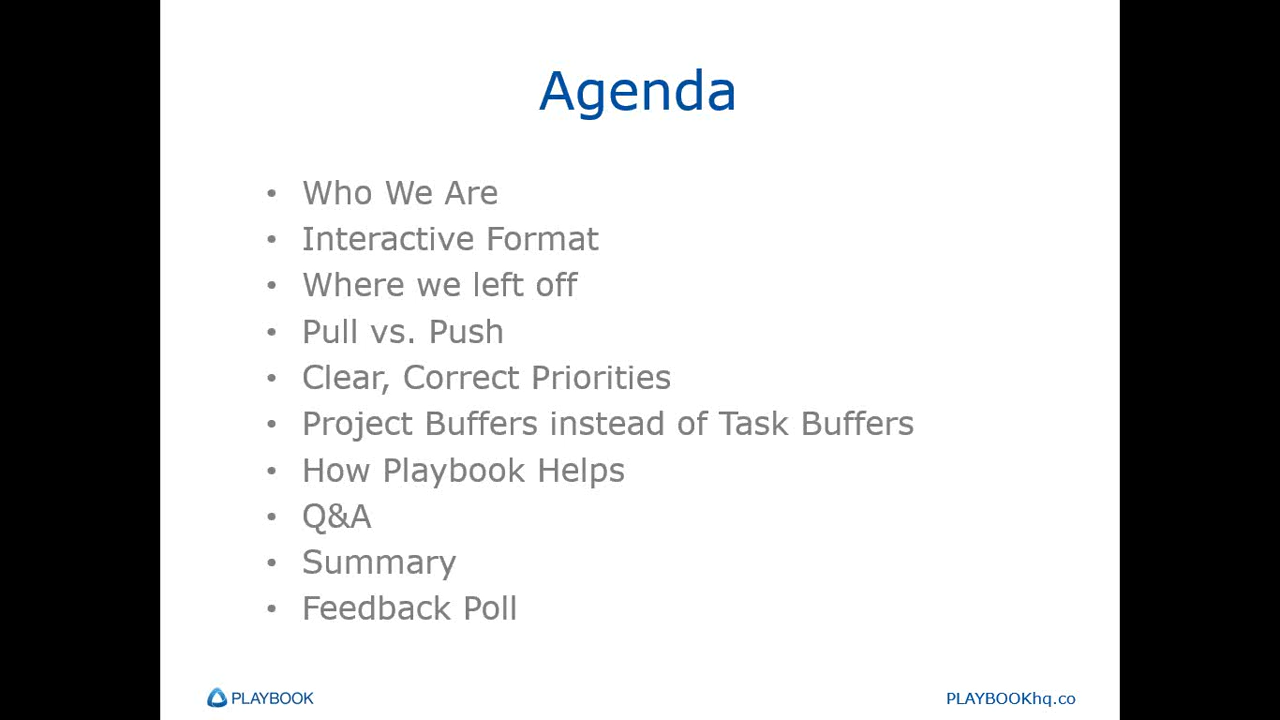 Agenda
• Who We Are
• Interactive Format
• Where we left off
• Pull vs. Push
• Clear, Correct Priorities
• Project Buffers instead of Task Buffers
• How Playbook Helps
• Q&A
• Summary
• Feedback Poll
PLAYBOOK
PLAYBOOKhq.co